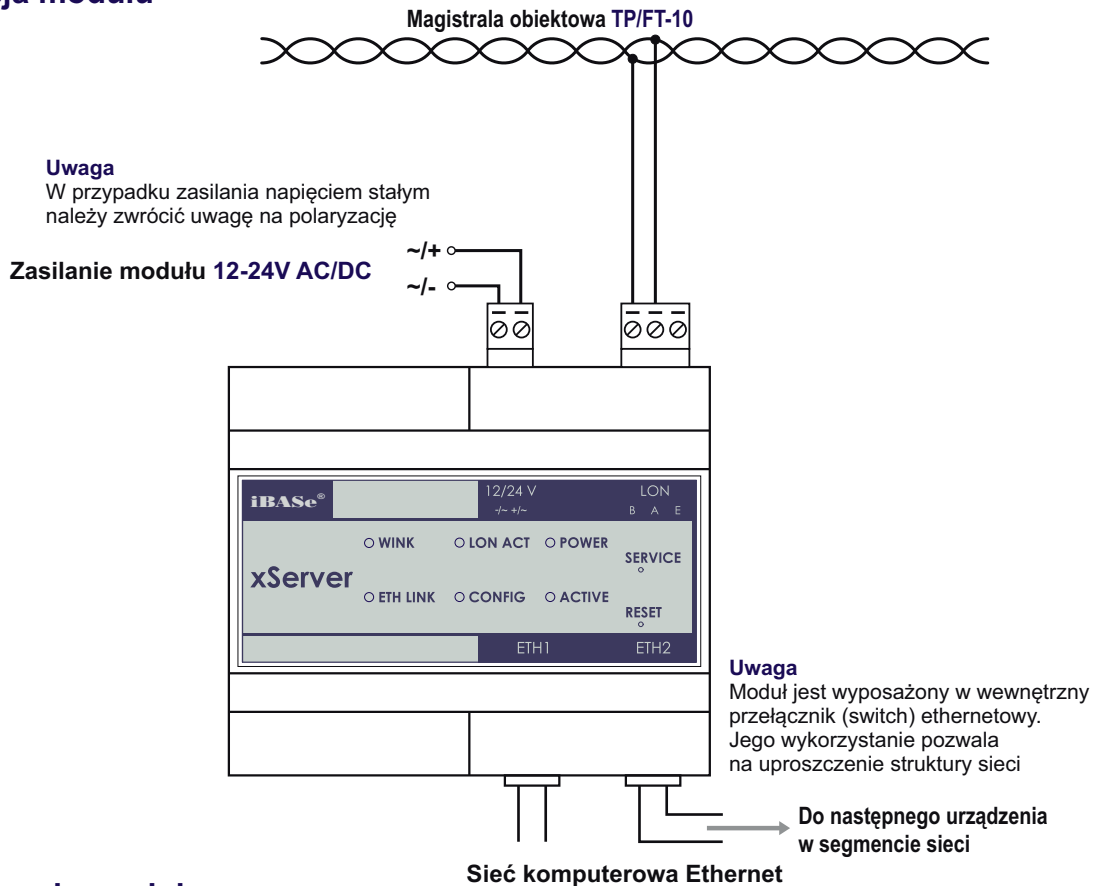 Magistrala obiektowa TP/FT-10
Uwaga
W przypadku zasilania napięciem stałym
należy zwrócić uwagę na polaryzację
~/+
Zasilanie modułu 12-24V AC/DC
~/-
iBASe®
12/24 V
-/~ +/~
LON
B A E
WINK
LON ACT
POWER
SERVICE
xServer
ETH LINK
CONFIG
ACTIVE
RESET
ETH1
ETH2
Uwaga
Moduł jest wyposażony w wewnętrzny
przełącznik (switch) ethernetowy.
Jego wykorzystanie pozwala
na uproszczenie struktury sieci
Do następnego urządzenia
w segmencie sieci
Sieć komputerowa Ethernet